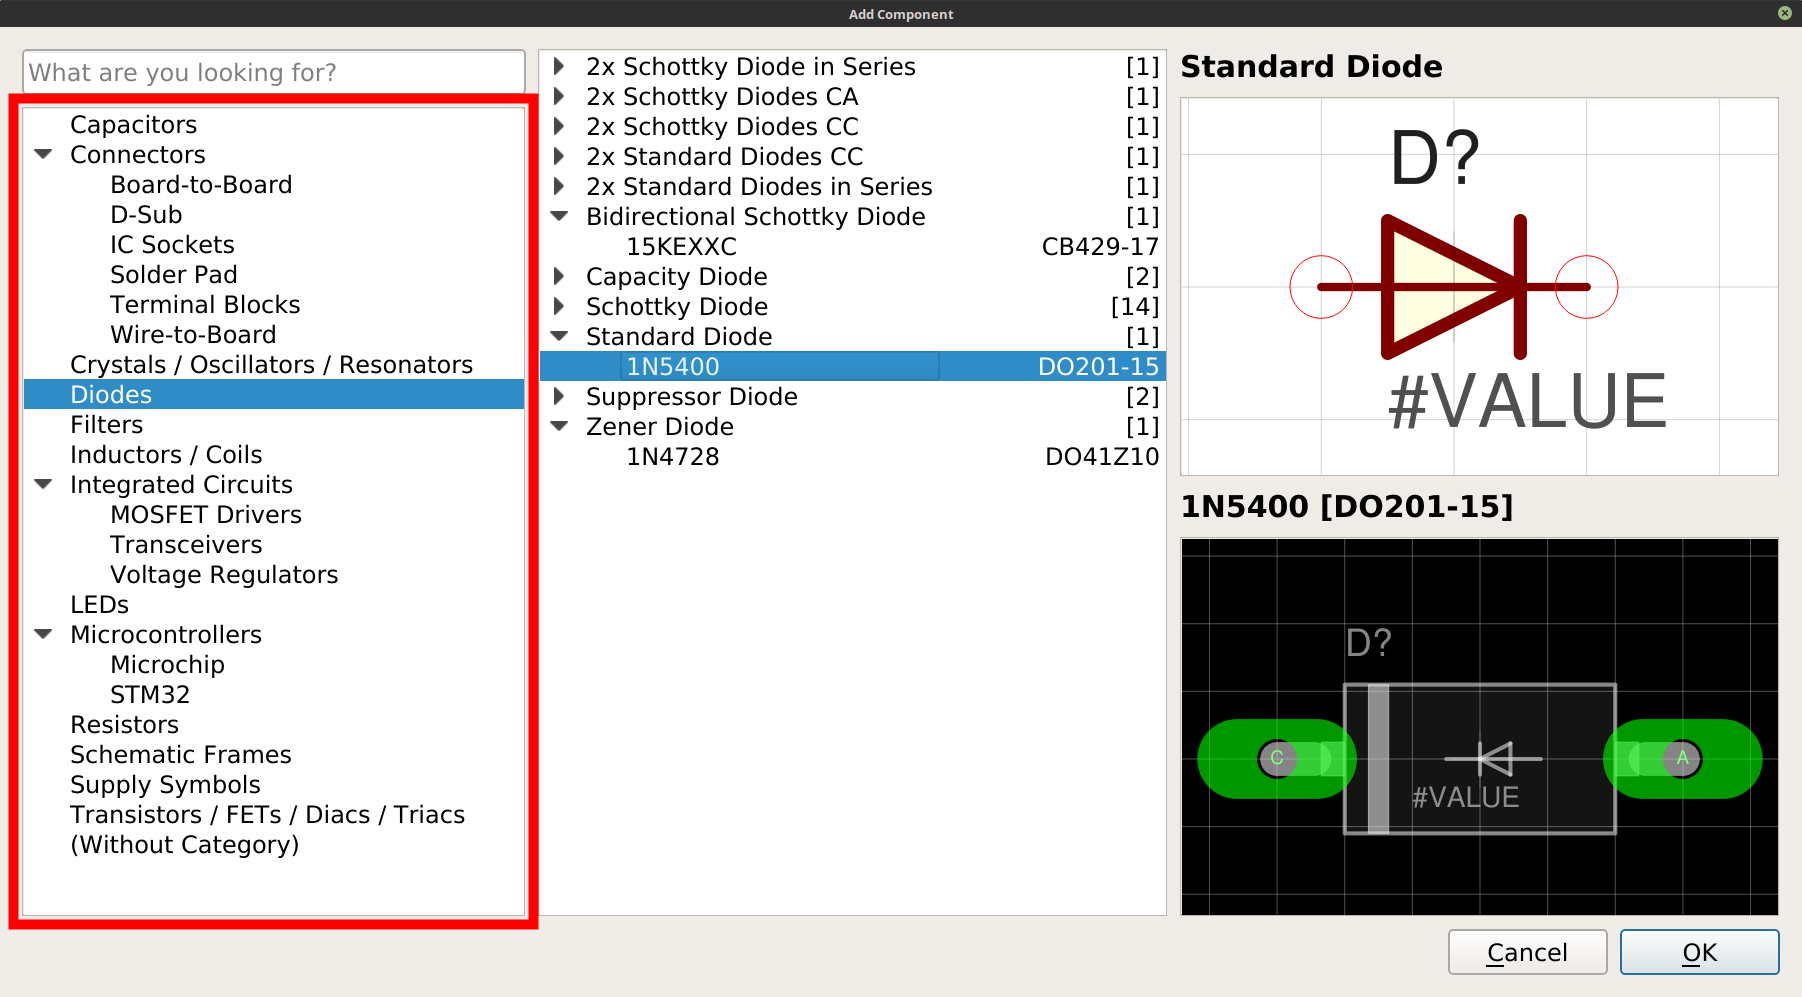 Add Component
What are you looking for?
Capacitors
Connectors
Board-to-Board
D-Sub
IC Sockets
Solder Pad
Terminal Blocks
Wire-to-Board
Crystals / Oscillators / Resonators
Diodes
Filters
Inductors / Coils
Integrated Circuits
MOSFET Drivers
Transceivers
Voltage Regulators
LEDs
Microcontrollers
Microchip
STM32
Resistors
Schematic Frames
Supply Symbols
Transistors / FETs / Diacs / Triacs
(Without Category)
2x Schottky Diode in Series [1]
2x Schottky Diodes CA [1]
2x Schottky Diodes CC [1]
2x Standard Diodes CC [1]
2x Standard Diodes in Series [1]
Bidirectional Schottky Diode [1]
15KEXXC CB429-17
Capacity Diode [2]
Schottky Diode [14]
Standard Diode [1]
1N5400 DO201-15
Suppressor Diode [2]
Zener Diode [1]
1N4728 DO41Z10
Standard Diode
D?
#VALUE
1N5400 [DO201-15]
D?
C A
#VALUE
Cancel OK